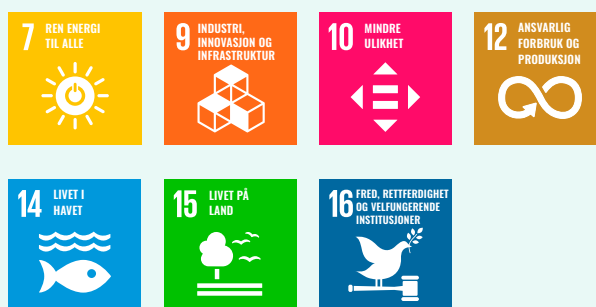 7 REN ENERGI
TIL ALLE
9 INDUSTRI,
INNOVASJON OG
INFRASTRUKTUR
10 MINDRE
ULIKHET
12 ANSVARLIG
FORBRUK OG
PRODUKSJON
14 LIVET I
HAVET
15 LIVET PÅ
LAND
16 FRED, RETTFERDIGHET
OG VELFUNGERENDE
INSTITUSJONER